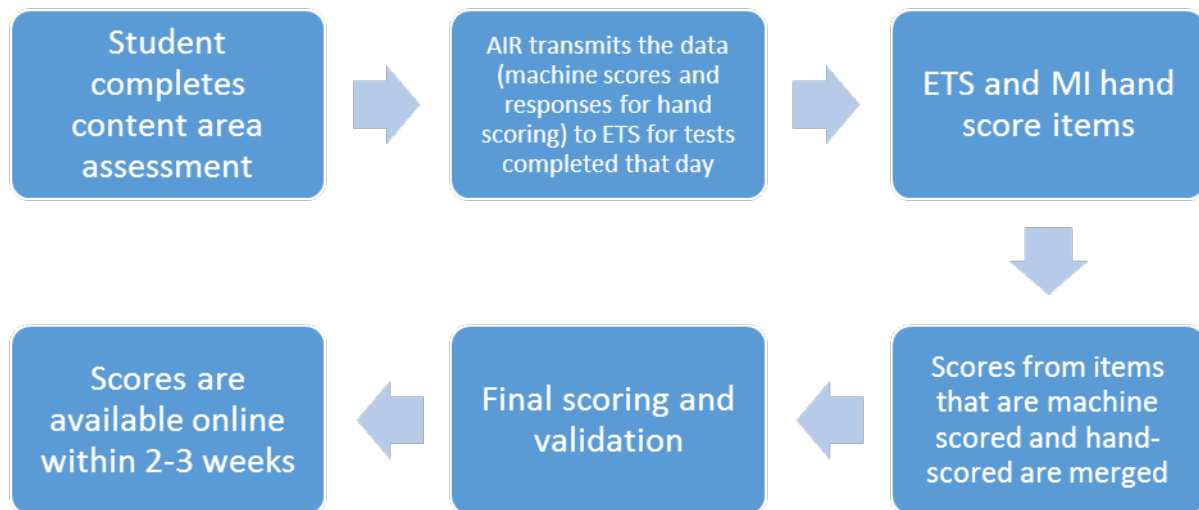 Student
completes
content area
assessment
AIR transmits the data
(machine scores and
responses for hand
scoring) to ETS for tests
completed that day
ETS and MI hand
score items
Scores from items
that are machine
scored and hand-
scored are merged
Final scoring and
validation
Scores are
available online
within 2-3 weeks